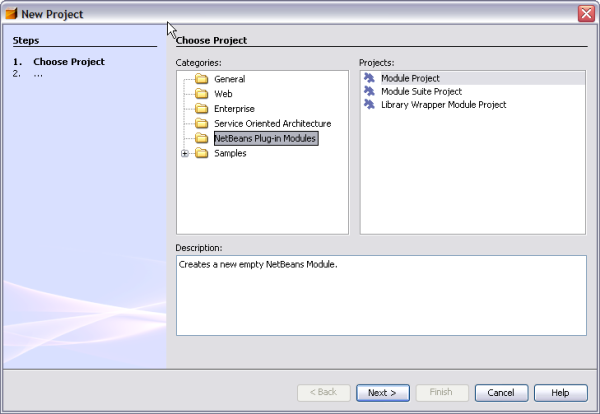 New Project
Steps
1. Choose Project
2. ...
Choose Project
Categories:
General
Web
Enterprise
Service Oriented Architecture
NetBeans Plug-in Modules
Samples
Projects:
Module Project
Module Suite Project
Library Wrapper Module Project
Description:
Creates a new empty NetBeans Module.
< Back
Next >
Finish
Cancel
Help